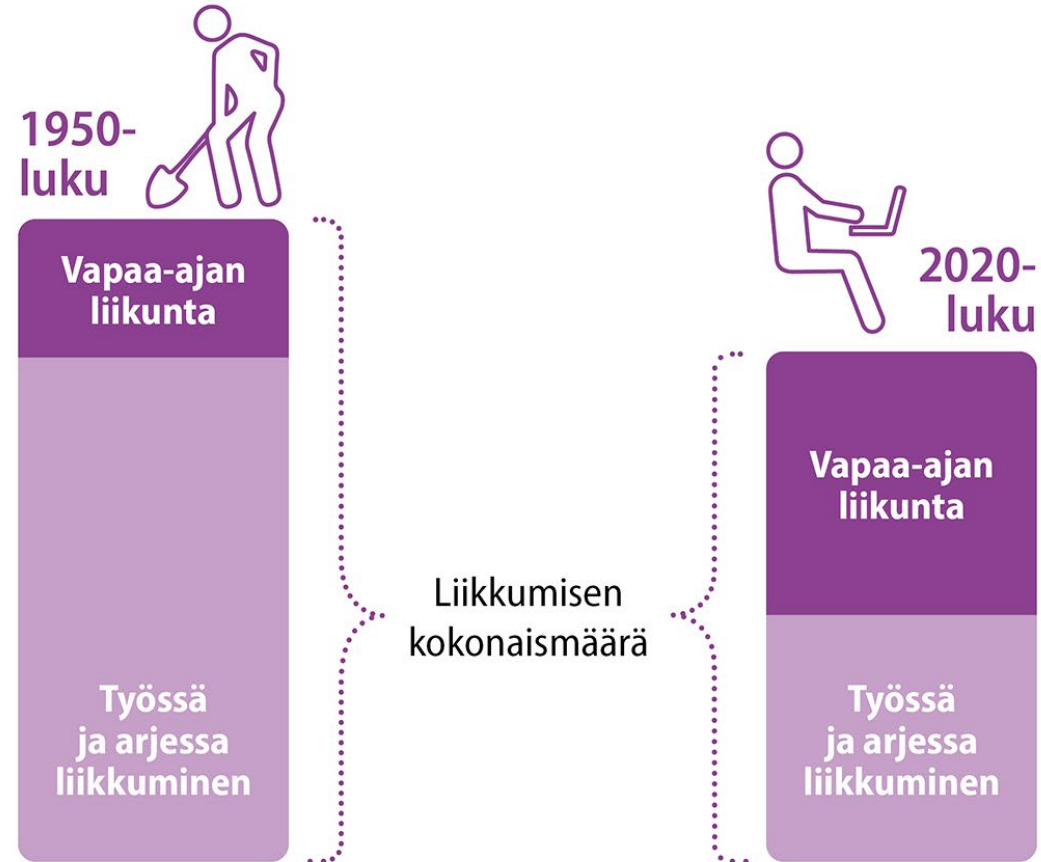 1950-
luku
Vapaa-ajan
liikunta
Työssä
ja arjessa
liikkuminen
Liikkumisen
kokonaismäärä
2020-
luku
Vapaa-ajan
liikunta
Työssä
ja arjessa
liikkuminen